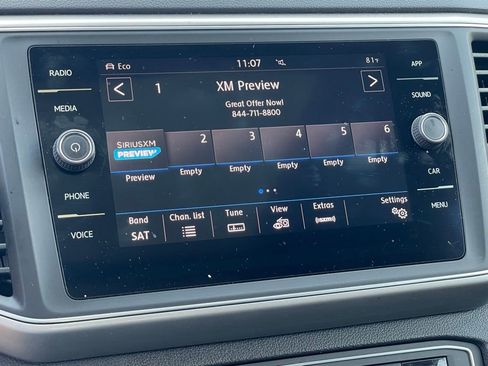 Eco 11:07 81°F
RADIO
APP
1 XM Preview
Great Offer Now!
844-711-8800
MEDIA
SOUND
SIRIUSXM
PREVIEW
2 3 4 5 6
Preview Empty Empty Empty Empty Empty
PHONE
CAR
Band Chan. list Tune View Extras Settings
SAT
VOICE
MENU